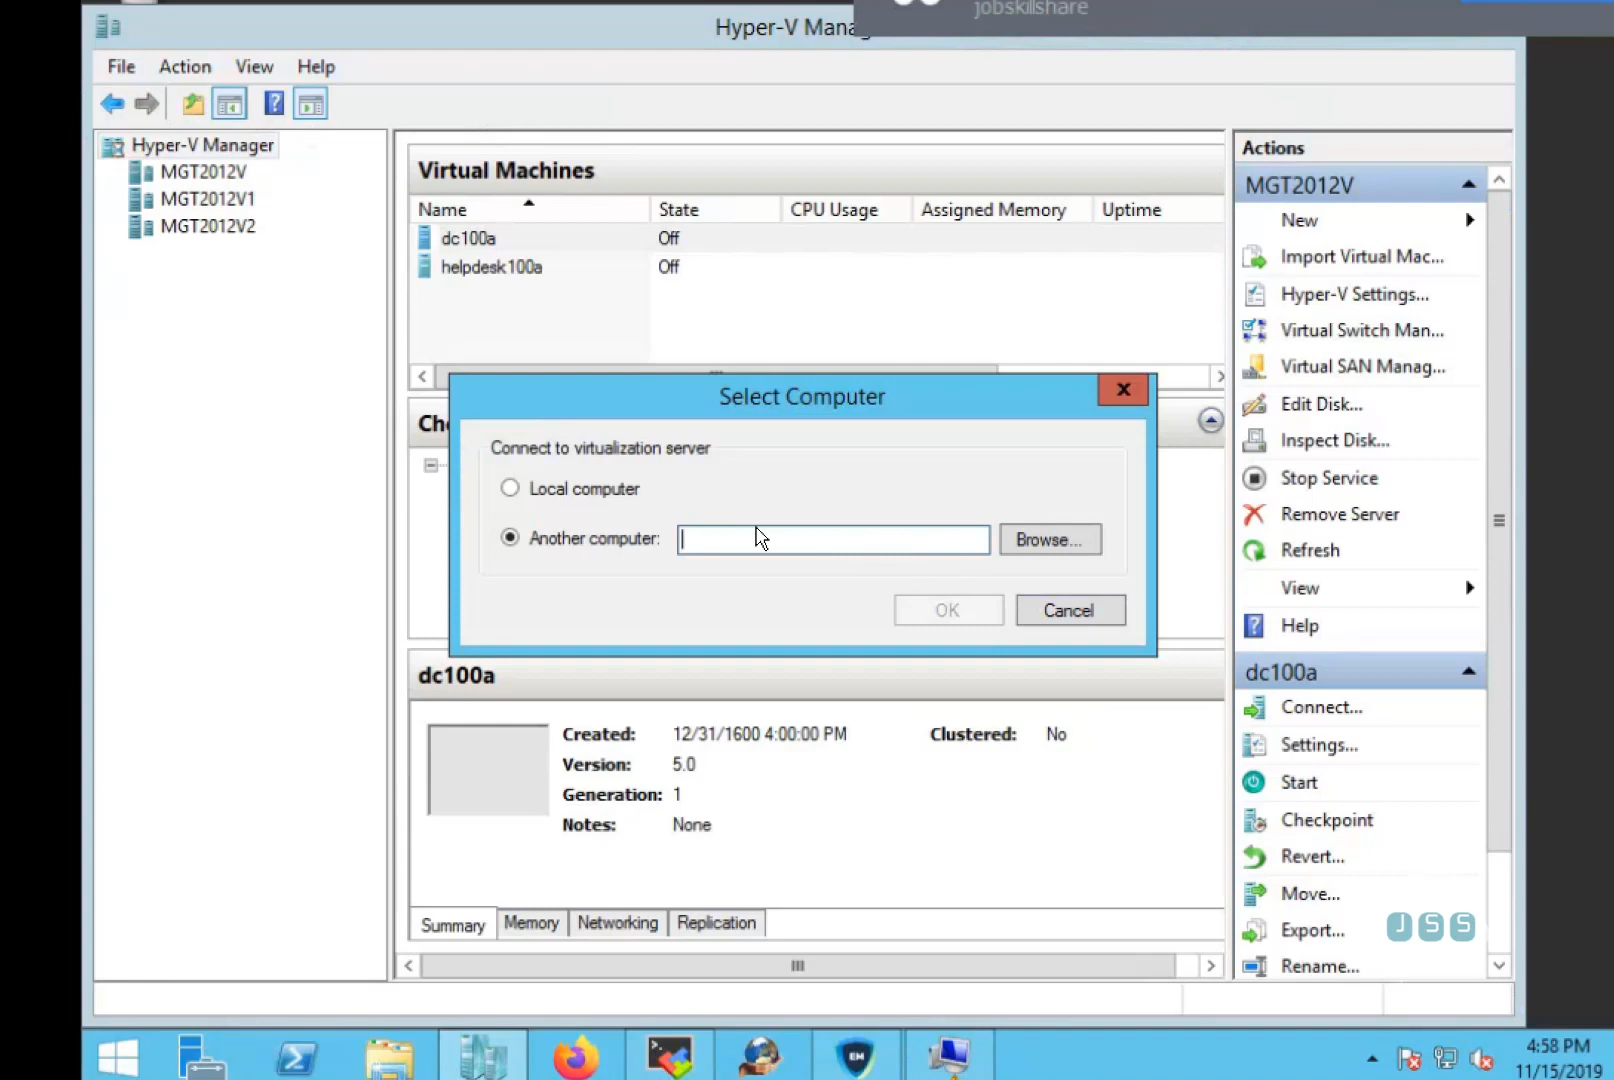 jobskillshare
Hyper-V Mana
File Action View Help
Hyper-V Manager
MGT2012V
MGT2012V1
MGT2012V2
Virtual Machines
Name State CPU Usage Assigned Memory Uptime
dc100a Off
helpdesk100a Off
Ch
Select Computer
X
Connect to virtualization server
Local computer
Another computer: Browse...
OK Cancel
dc100a
Created: 12/31/1600 4:00:00 PM Clustered: No
Version: 5.0
Generation: 1
Notes: None
Summary Memory Networking Replication
Actions
MGT2012V
New
Import Virtual Mac...
Hyper-V Settings...
Virtual Switch Man...
Virtual SAN Manag...
Edit Disk...
Inspect Disk...
Stop Service
Remove Server
Refresh
View
Help
dc100a
Connect...
Settings...
Start
Checkpoint
Revert...
Move...
Export...
Rename...
JSS
EM
4:58 PM
11/15/2019